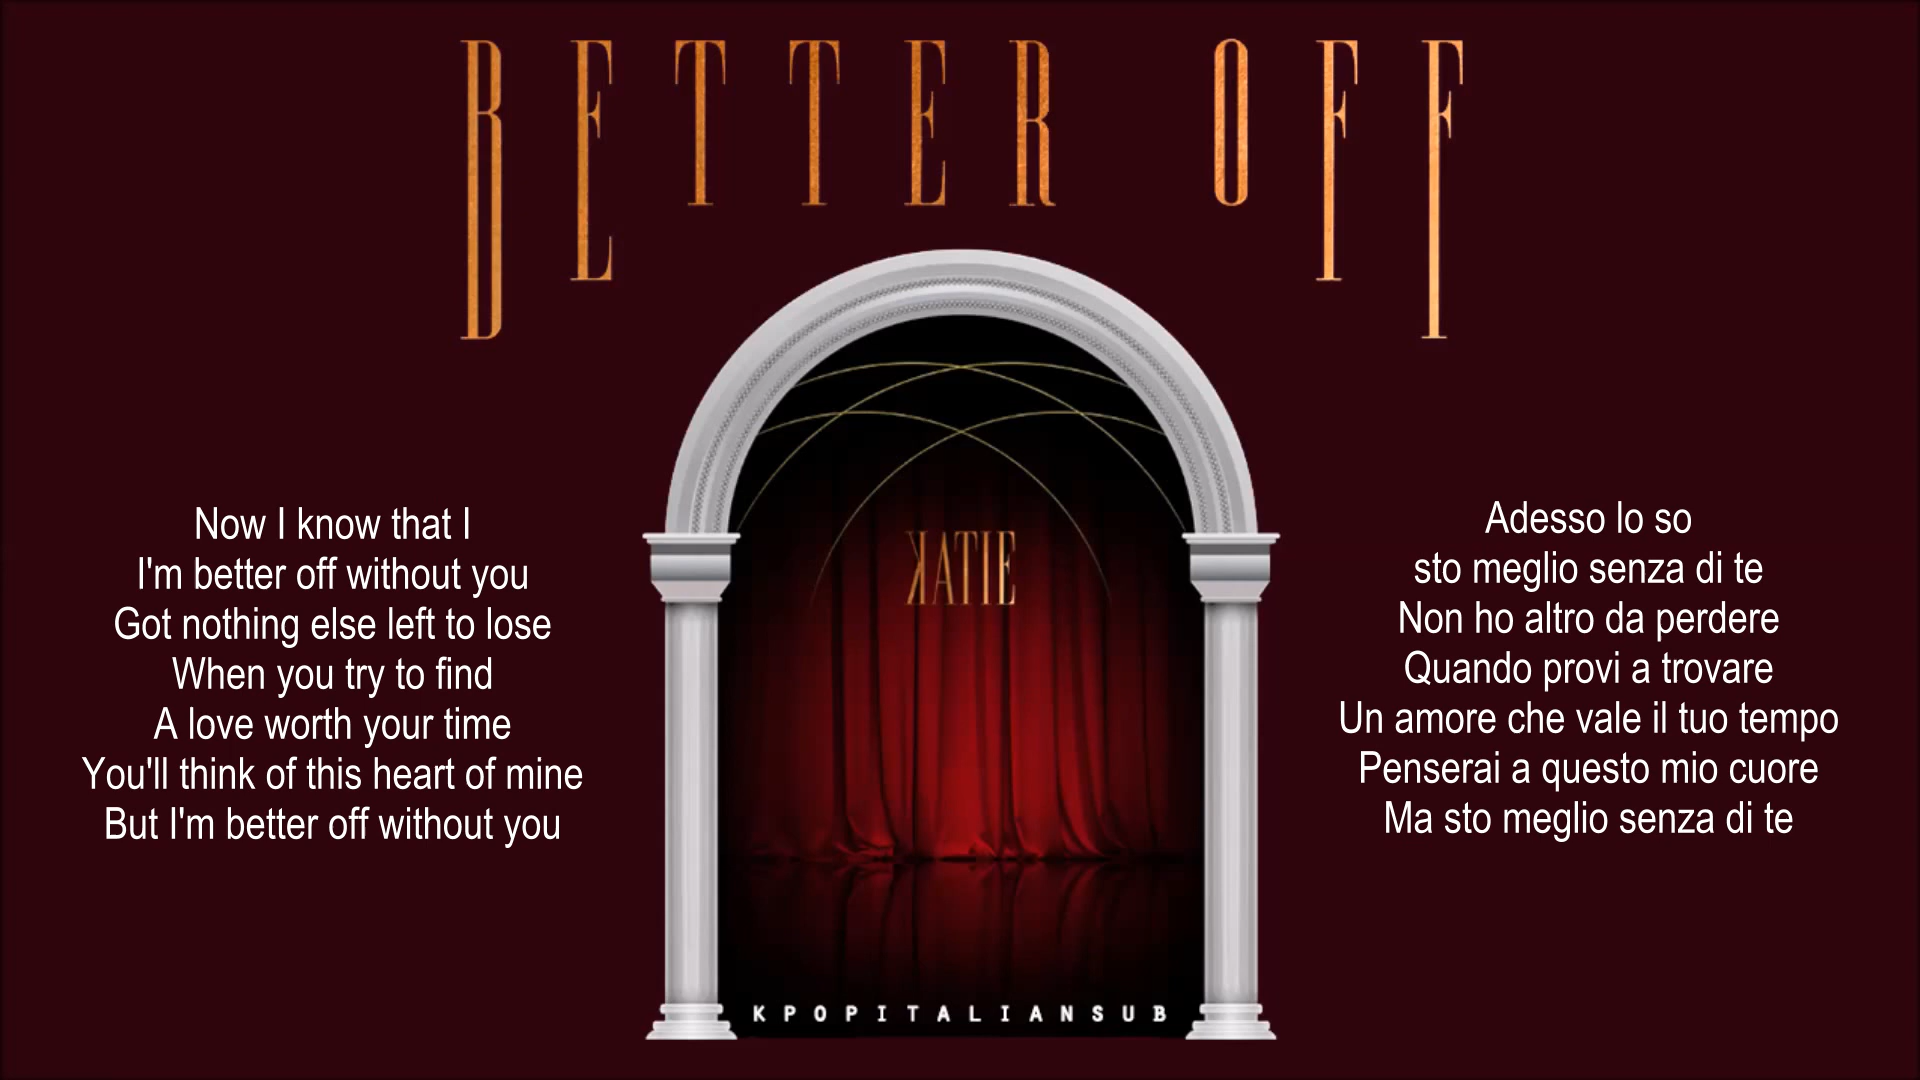 BETTER OFF
KATIE
Now I know that I
I'm better off without you
Got nothing else left to lose
When you try to find
A love worth your time
You'll think of this heart of mine
But I'm better off without you
Adesso lo so
sto meglio senza di te
Non ho altro da perdere
Quando provi a trovare
Un amore che vale il tuo tempo
Penserai a questo mio cuore
Ma sto meglio senza di te
KPOPITALIANSUB